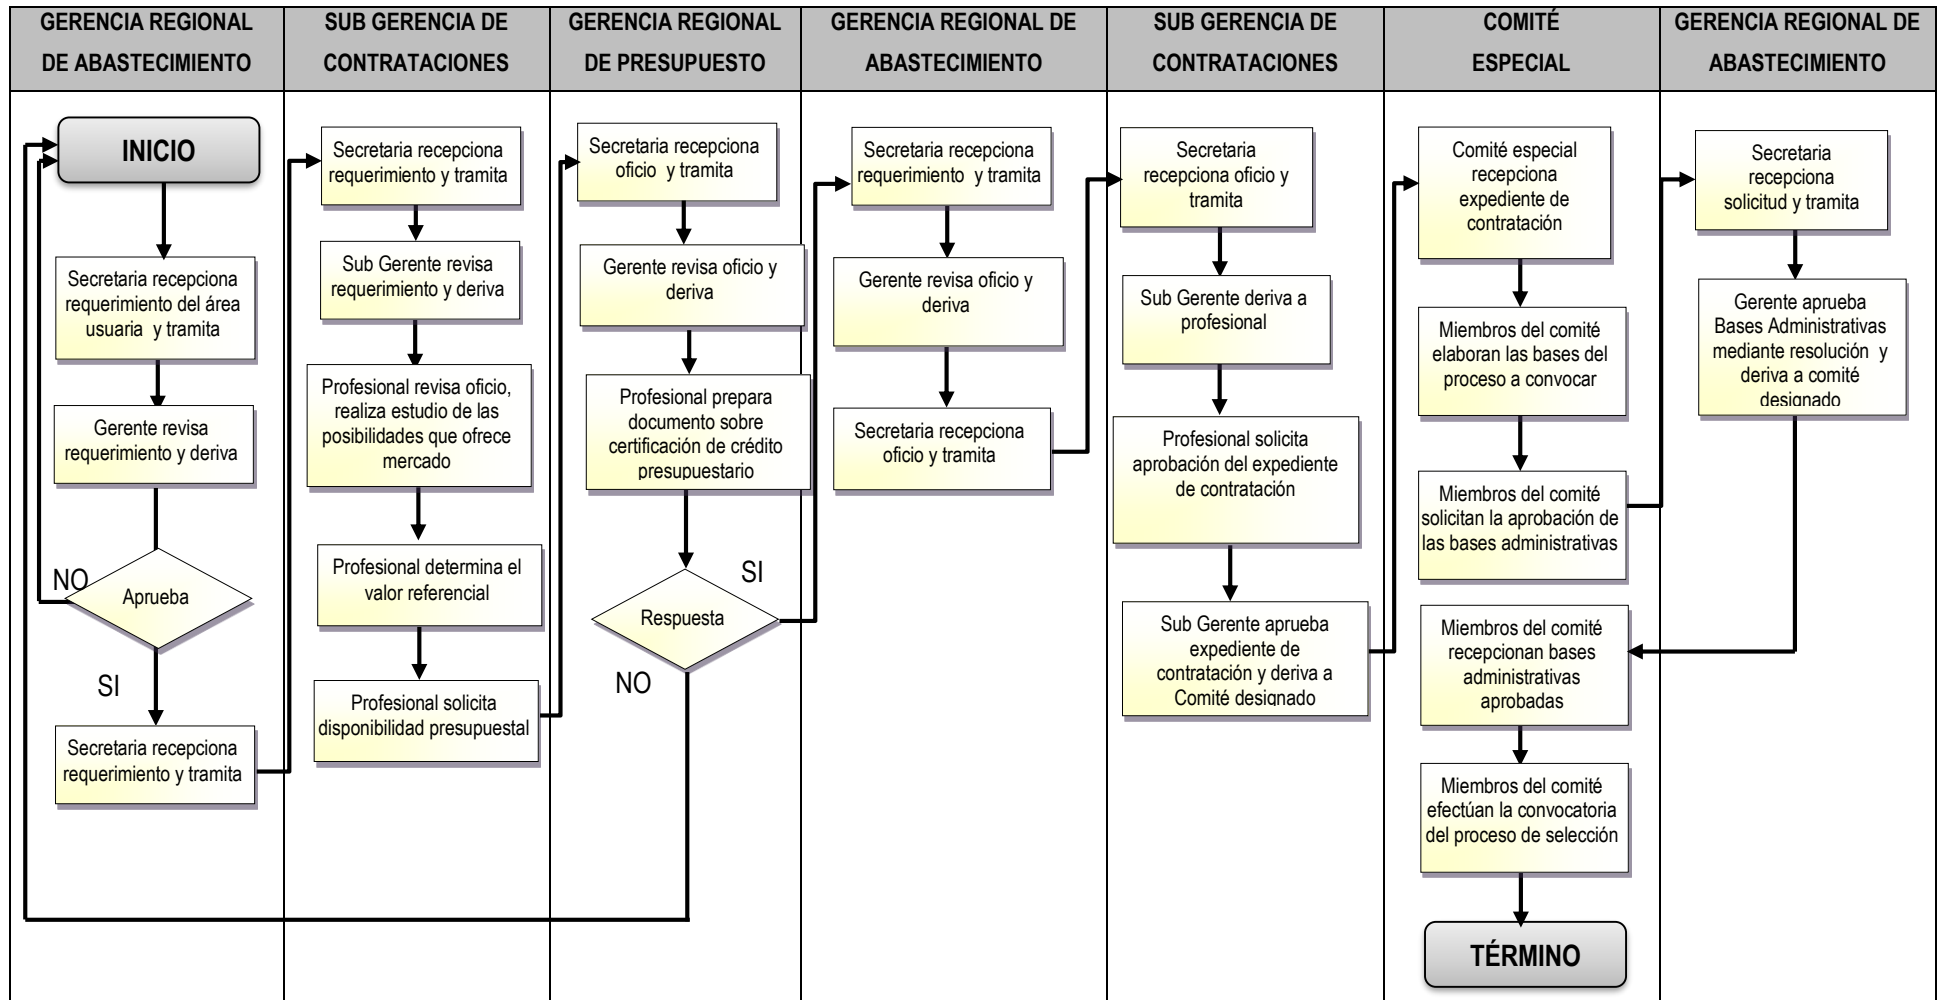 GERENCIA REGIONAL
DE ABASTECIMIENTO
SUB GERENCIA DE
CONTRATACIONES
GERENCIA REGIONAL
DE PRESUPUESTO
GERENCIA REGIONAL DE
ABASTECIMIENTO
SUB GERENCIA DE
CONTRATACIONES
COMITÉ
ESPECIAL
GERENCIA REGIONAL DE
ABASTECIMIENTO
INICIO
Secretaria recepciona
requerimiento del área
usuaria y tramita
Gerente revisa
requerimiento y deriva
NO
Aprueba
SI
Secretaria recepciona
requerimiento y tramita
Secretaria recepciona
requerimiento y tramita
Sub Gerente revisa
requerimiento y deriva
Profesional revisa oficio,
realiza estudio de las
posibilidades que ofrece
mercado
Profesional determina el
valor referencial
Profesional solicita
disponibilidad presupuestal
Secretaria recepciona
oficio y tramita
Gerente revisa oficio y
deriva
Profesional prepara
documento sobre
certificación de crédito
presupuestario
SI
Respuesta
NO
Secretaria recepciona
requerimiento y tramita
Gerente revisa oficio y
deriva
Secretaria recepciona
oficio y tramita
Secretaria
recepciona oficio y
tramita
Sub Gerente deriva a
profesional
Profesional solicita
aprobación del expediente
de contratación
Sub Gerente aprueba
expediente de
contratación y deriva a
Comité designado
Comité especial
recepciona
expediente de
contratación
Miembros del comité
elaboran las bases del
proceso a convocar
Miembros del comité
solicitan la aprobación de
las bases administrativas
Miembros del comité
recepcionan bases
administrativas
aprobadas
Miembros del comité
efectúan la convocatoria
del proceso de selección
TÉRMINO
Secretaria
recepciona
solicitud y tramita
Gerente aprueba
Bases Administrativas
mediante resolución y
deriva a comité
designado